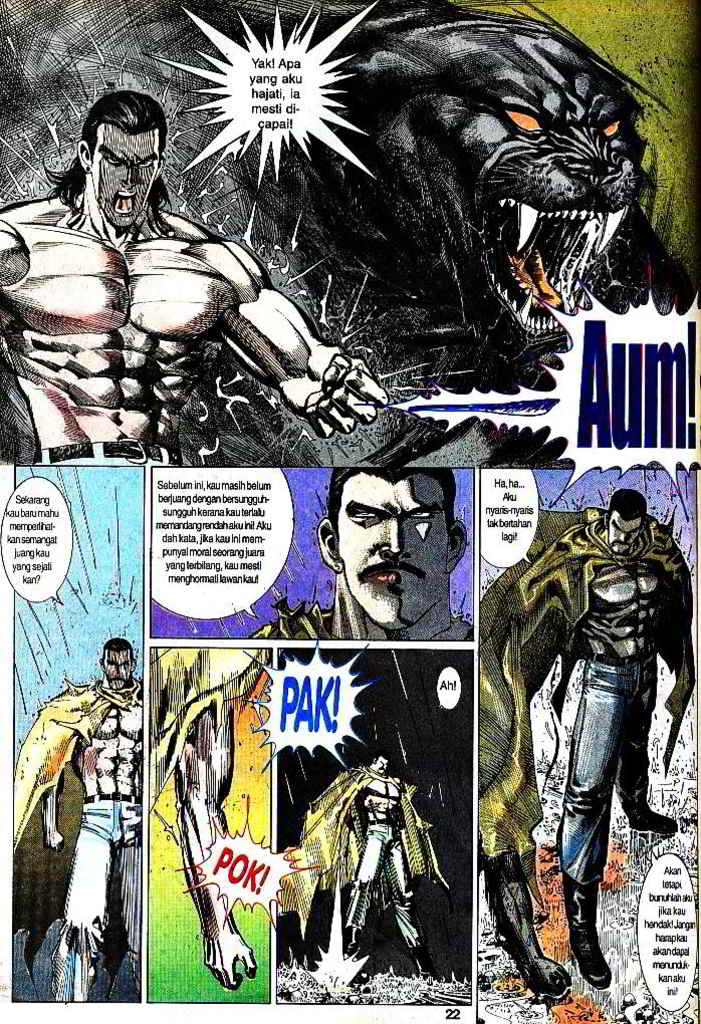 Yak! Apa
yang aku
hajati, ia
mesti di-
capai!
Aum!
Sekarang
kau baru mahu
memperlihat-
kan semangat
juang kau
yang sejati
kan?
Sebelum ini, kau masih belum
berjuang dengan bersungguh-
sungguh kerana kau terlalu
memandang rendah aku ini! Aku
dah kata, jika kau ini mem-
punyai moral seorang juara
yang terbilang, kau mesti
menghormati lawan kau!
Ha, ha...
Aku
nyaris-nyaris
tak bertahan
lagi!
POK!
PAK!
Ah!
Akan
tetapi,
bunuhlah aku
jika kau
hendak! Jangan
harap kau
akan dapat
menunduk-
kan aku
ini!
22